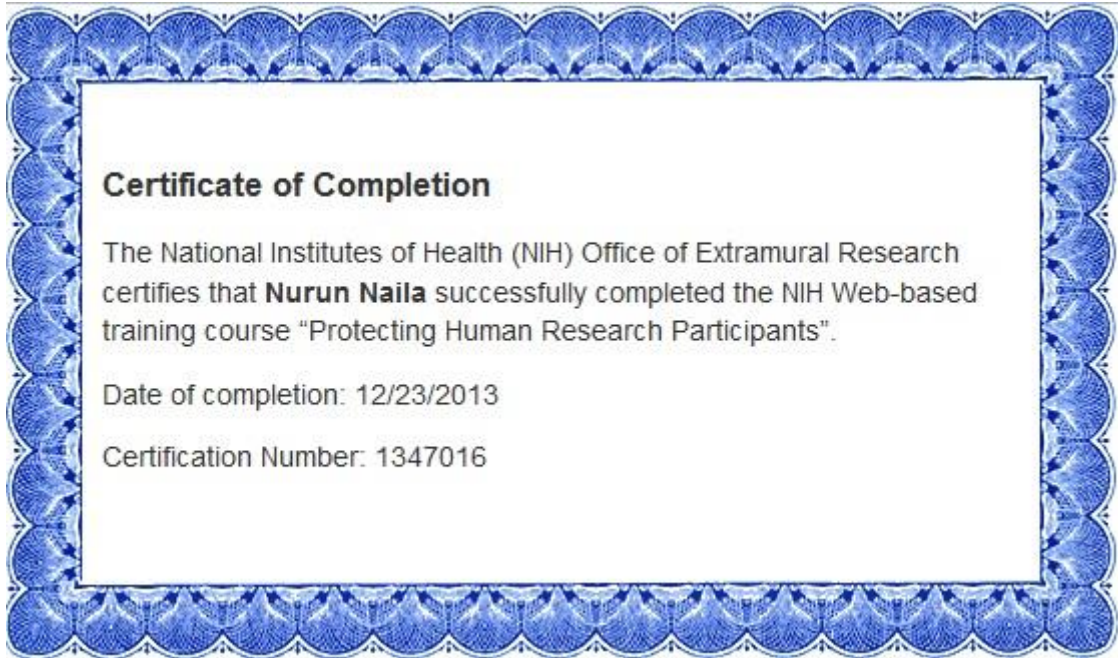 Certificate of Completion
The National Institutes of Health (NIH) Office of Extramural Research
certifies that Nurun Naila successfully completed the NIH Web-based
training course “Protecting Human Research Participants”.
Date of completion: 12/23/2013
Certification Number: 1347016